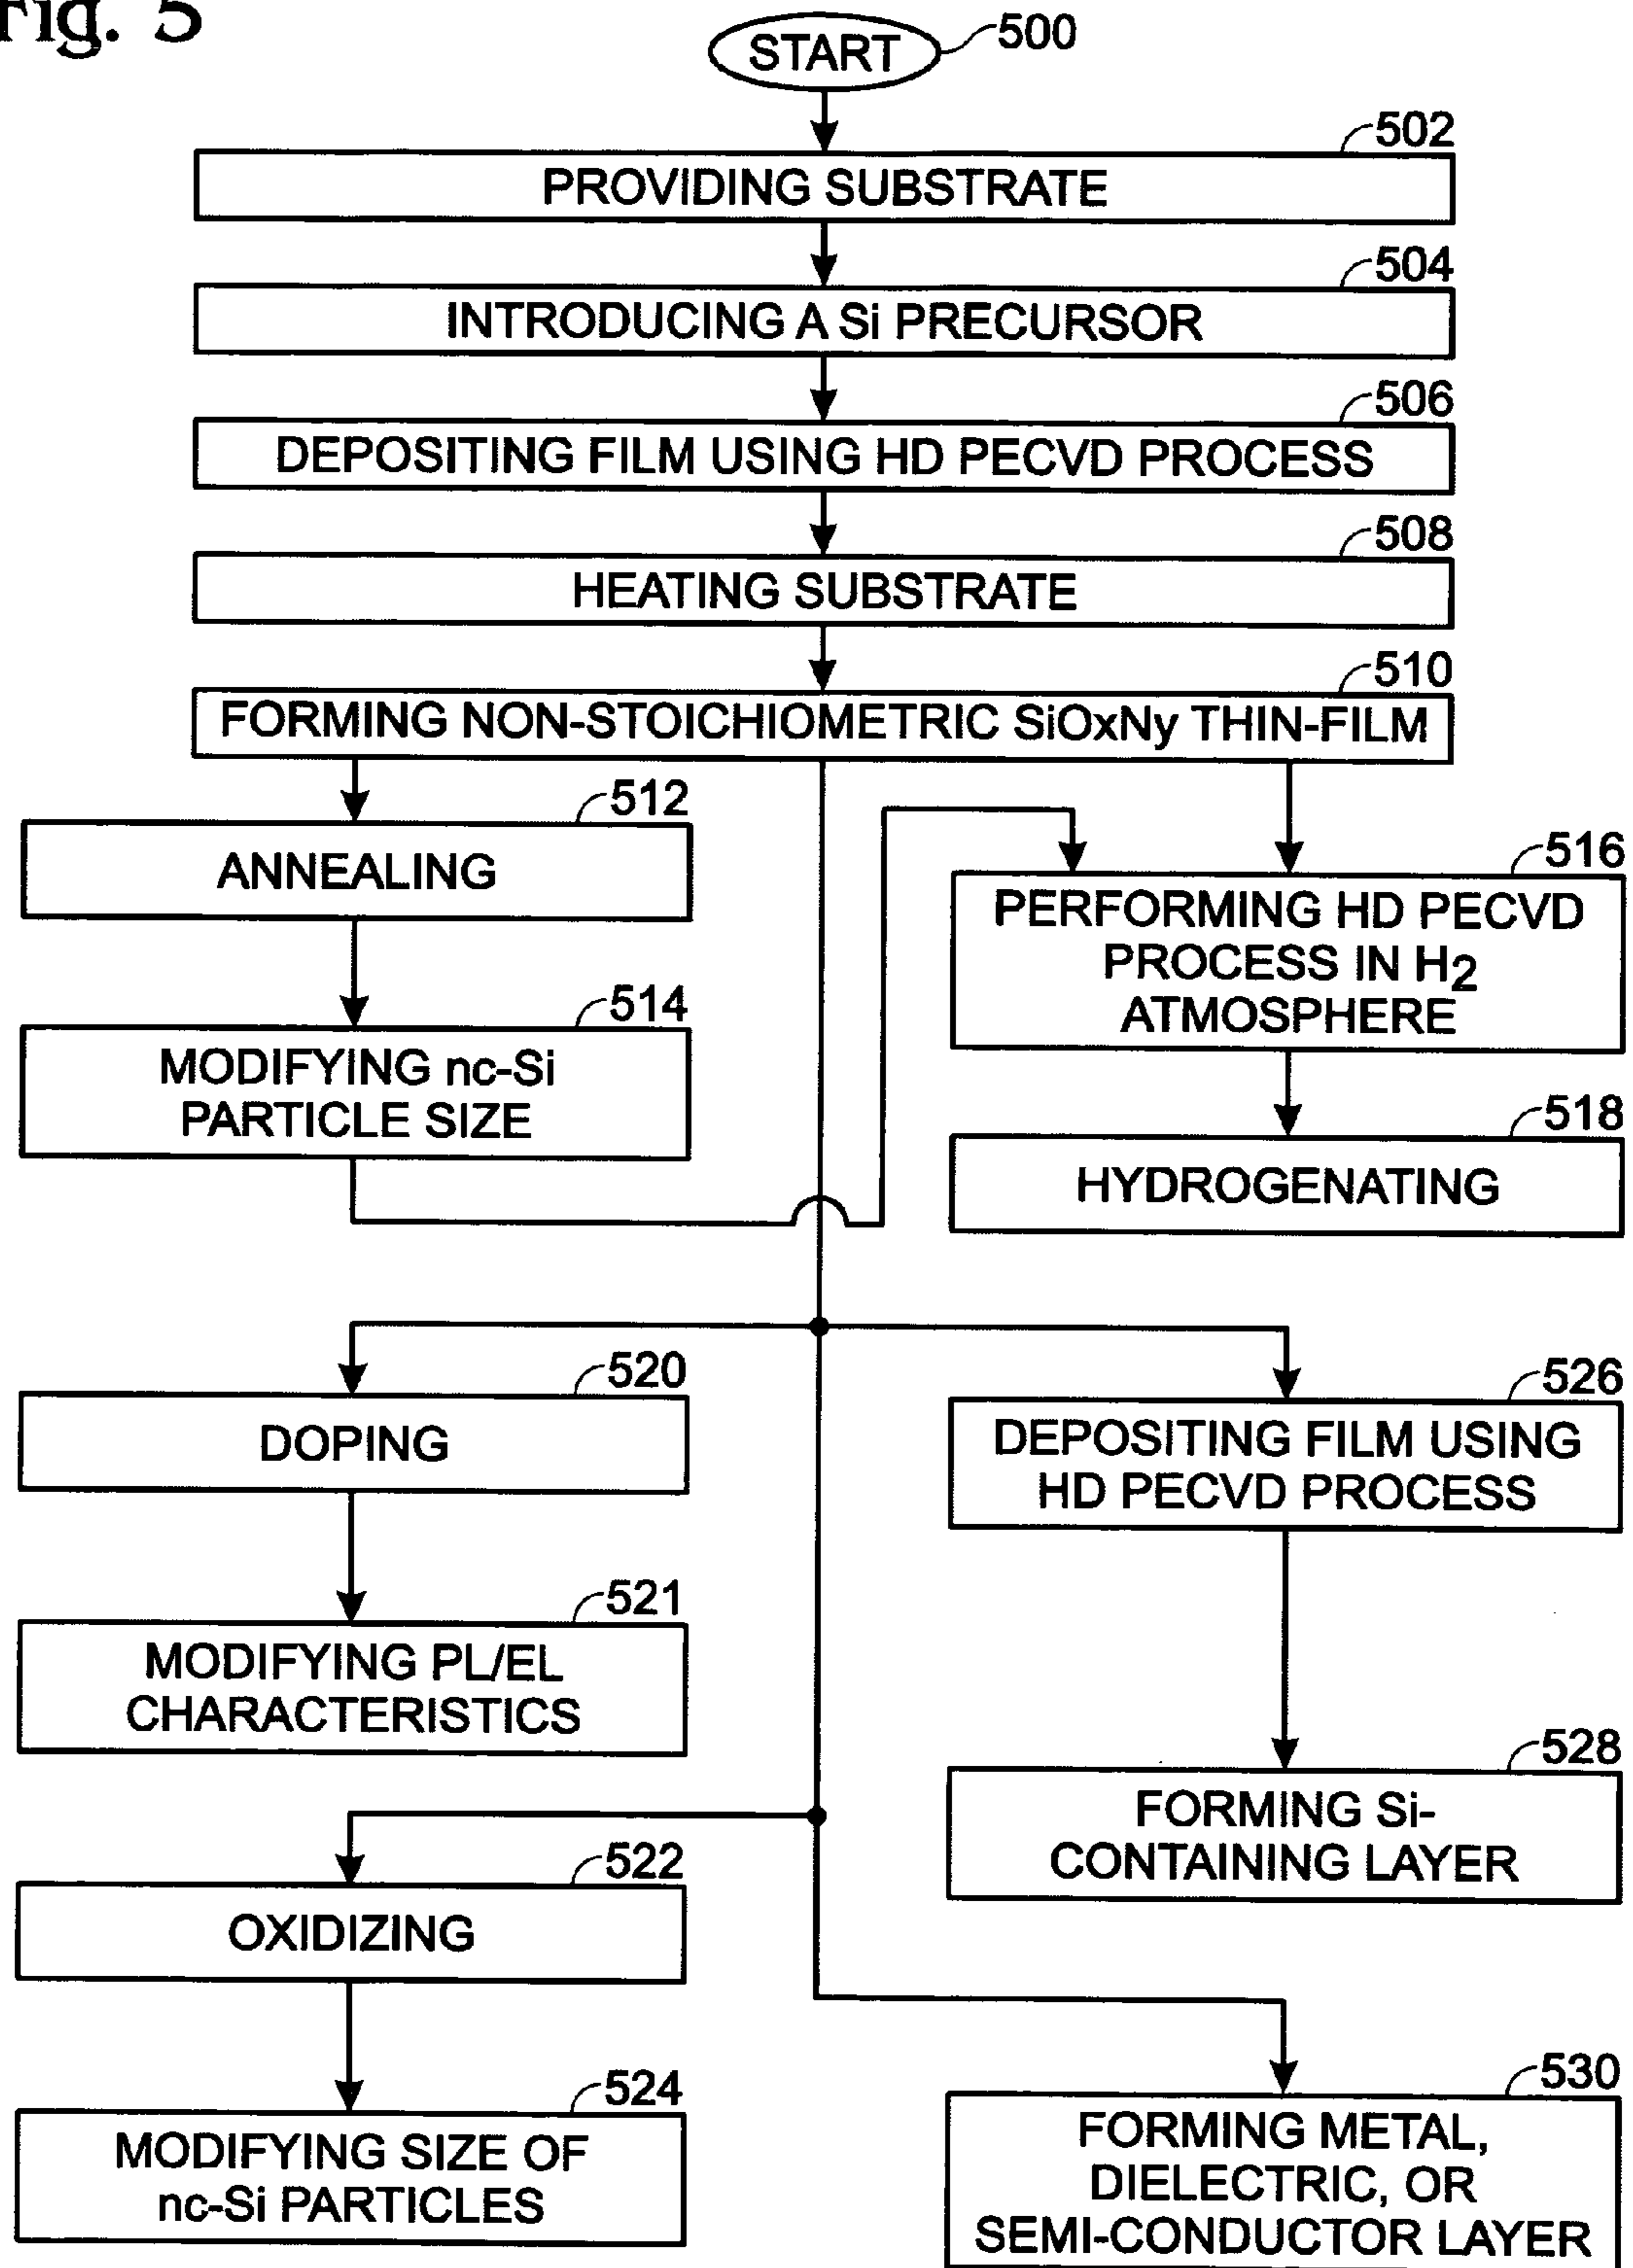 Fig. 5
START
500
502
PROVIDING SUBSTRATE
504
INTRODUCING A Si PRECURSOR
506
DEPOSITING FILM USING HD PECVD PROCESS
508
HEATING SUBSTRATE
510
FORMING NON-STOICHIOMETRIC SiOxNy THIN-FILM
512
ANNEALING
514
MODIFYING nc-Si
PARTICLE SIZE
516
PERFORMING HD PECVD
PROCESS IN H2
ATMOSPHERE
518
HYDROGENATING
520
DOPING
521
MODIFYING PL/EL
CHARACTERISTICS
522
OXIDIZING
524
MODIFYING SIZE OF
nc-Si PARTICLES
526
DEPOSITING FILM USING
HD PECVD PROCESS
528
FORMING Si-
CONTAINING LAYER
530
FORMING METAL,
DIELECTRIC, OR
SEMI-CONDUCTOR LAYER